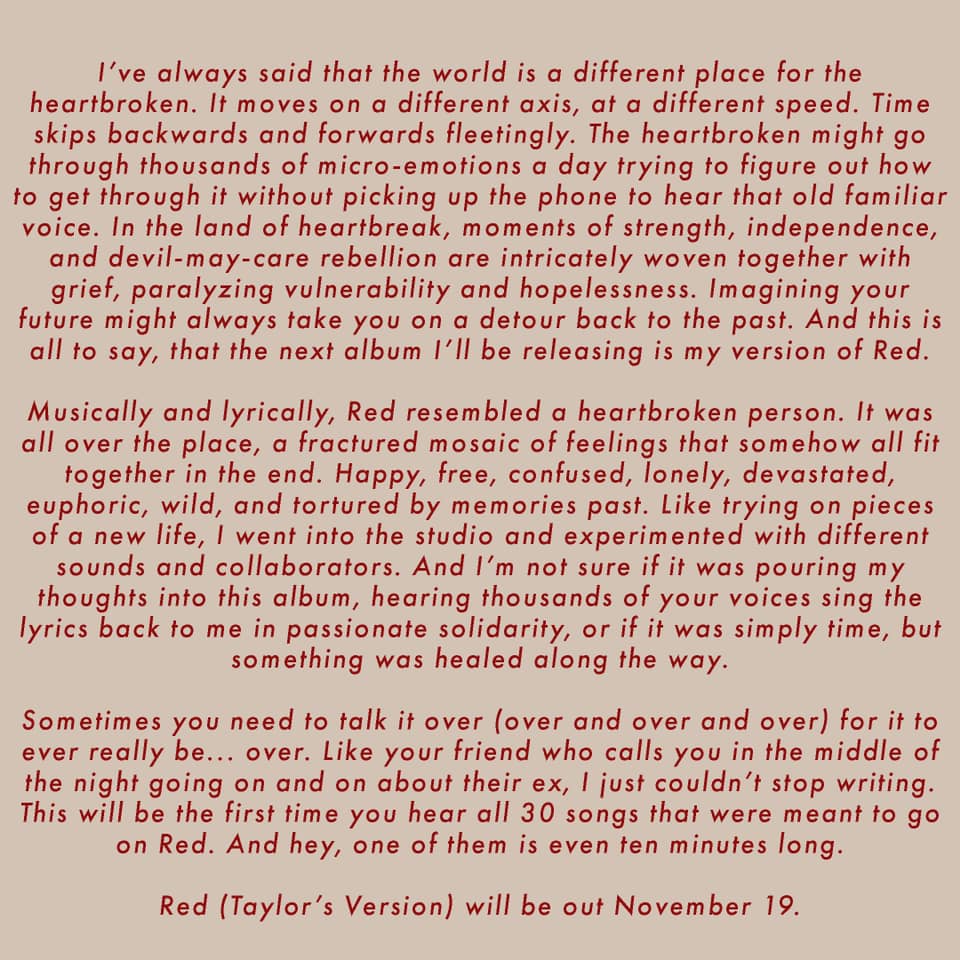 I’ve always said that the world is a different place for the
heartbroken. It moves on a different axis, at a different speed. Time
skips backwards and forwards fleetingly. The heartbroken might go
through thousands of micro-emotions a day trying to figure out how
to get through it without picking up the phone to hear that old familiar
voice. In the land of heartbreak, moments of strength, independence,
and devil-may-care rebellion are intricately woven together with
grief, paralyzing vulnerability and hopelessness. Imagining your
future might always take you on a detour back to the past. And this is
all to say, that the next album I’ll be releasing is my version of Red.
Musically and lyrically, Red resembled a heartbroken person. It was
all over the place, a fractured mosaic of feelings that somehow all fit
together in the end. Happy, free, confused, lonely, devastated,
euphoric, wild, and tortured by memories past. Like trying on pieces
of a new life, I went into the studio and experimented with different
sounds and collaborators. And I’m not sure if it was pouring my
thoughts into this album, hearing thousands of your voices sing the
lyrics back to me in passionate solidarity, or if it was simply time, but
something was healed along the way.
Sometimes you need to talk it over (over and over and over) for it to
ever really be... over. Like your friend who calls you in the middle of
the night going on and on about their ex, I just couldn’t stop writing.
This will be the first time you hear all 30 songs that were meant to go
on Red. And hey, one of them is even ten minutes long.
Red (Taylor’s Version) will be out November 19.